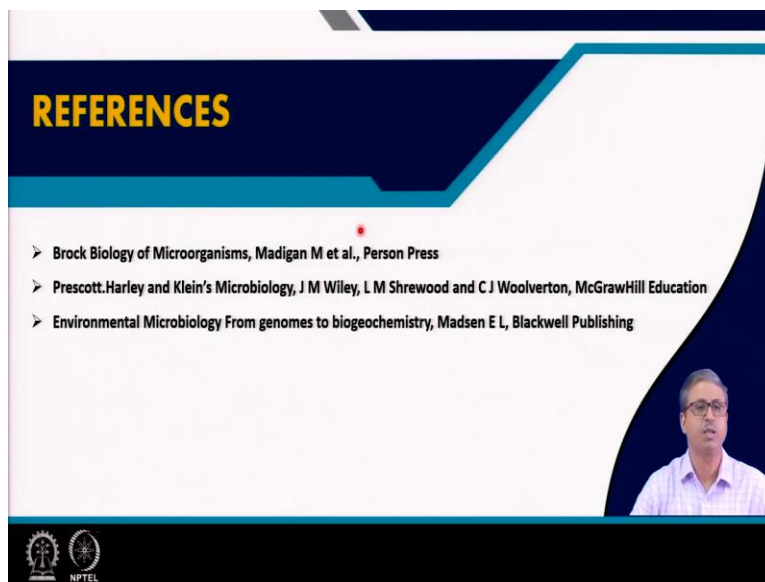 REFERENCES
➢ Brock Biology of Microorganisms, Madigan M et al., Person Press
➢ Prescott.Harley and Klein's Microbiology, J M Wiley, L M Shrewood and C J Woolverton, McGrawHill Education
➢ Environmental Microbiology From genomes to biogeochemistry, Madsen E L, Blackwell Publishing
NPTEL